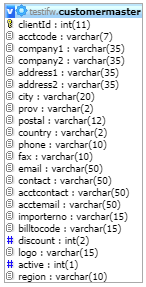 testifw.customermaster
clientId : int(11)
acctcode : varchar(7)
company1 : varchar(35)
company2 : varchar(35)
address1 : varchar(35)
address2 : varchar(35)
city : varchar(20)
prov : varchar(2)
postal : varchar(12)
country : varchar(2)
phone : varchar(10)
fax : varchar(10)
email : varchar(50)
contact : varchar(50)
acctcontact : varchar(50)
acctemail : varchar(50)
importerno : varchar(15)
billtocode : varchar(15)
# discount : int(2)
logo : varchar(15)
# active : int(1)
region : varchar(10)